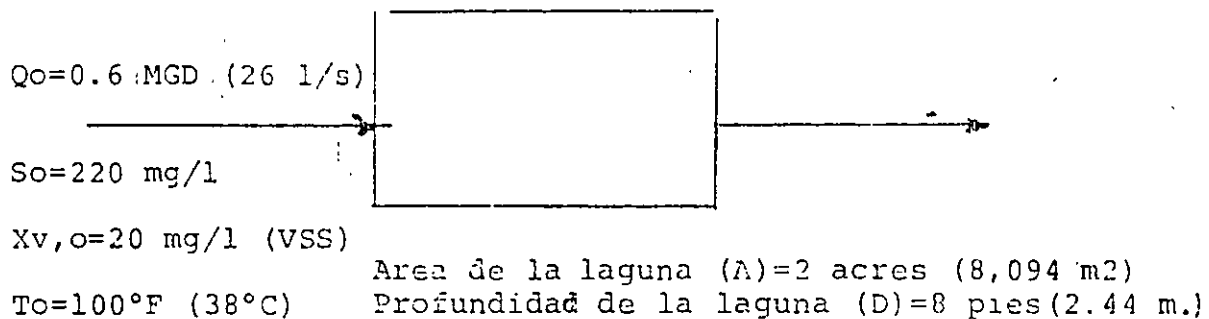 Qo=0.6 MGD (26 l/s)
So=220 mg/l
Xv,o=20 mg/l (VSS)
Area de la laguna (A)=2 acres (8,094 m2)
To=100°F (38°C) Profundidad de la laguna (D)=8 pies(2.44 m.)